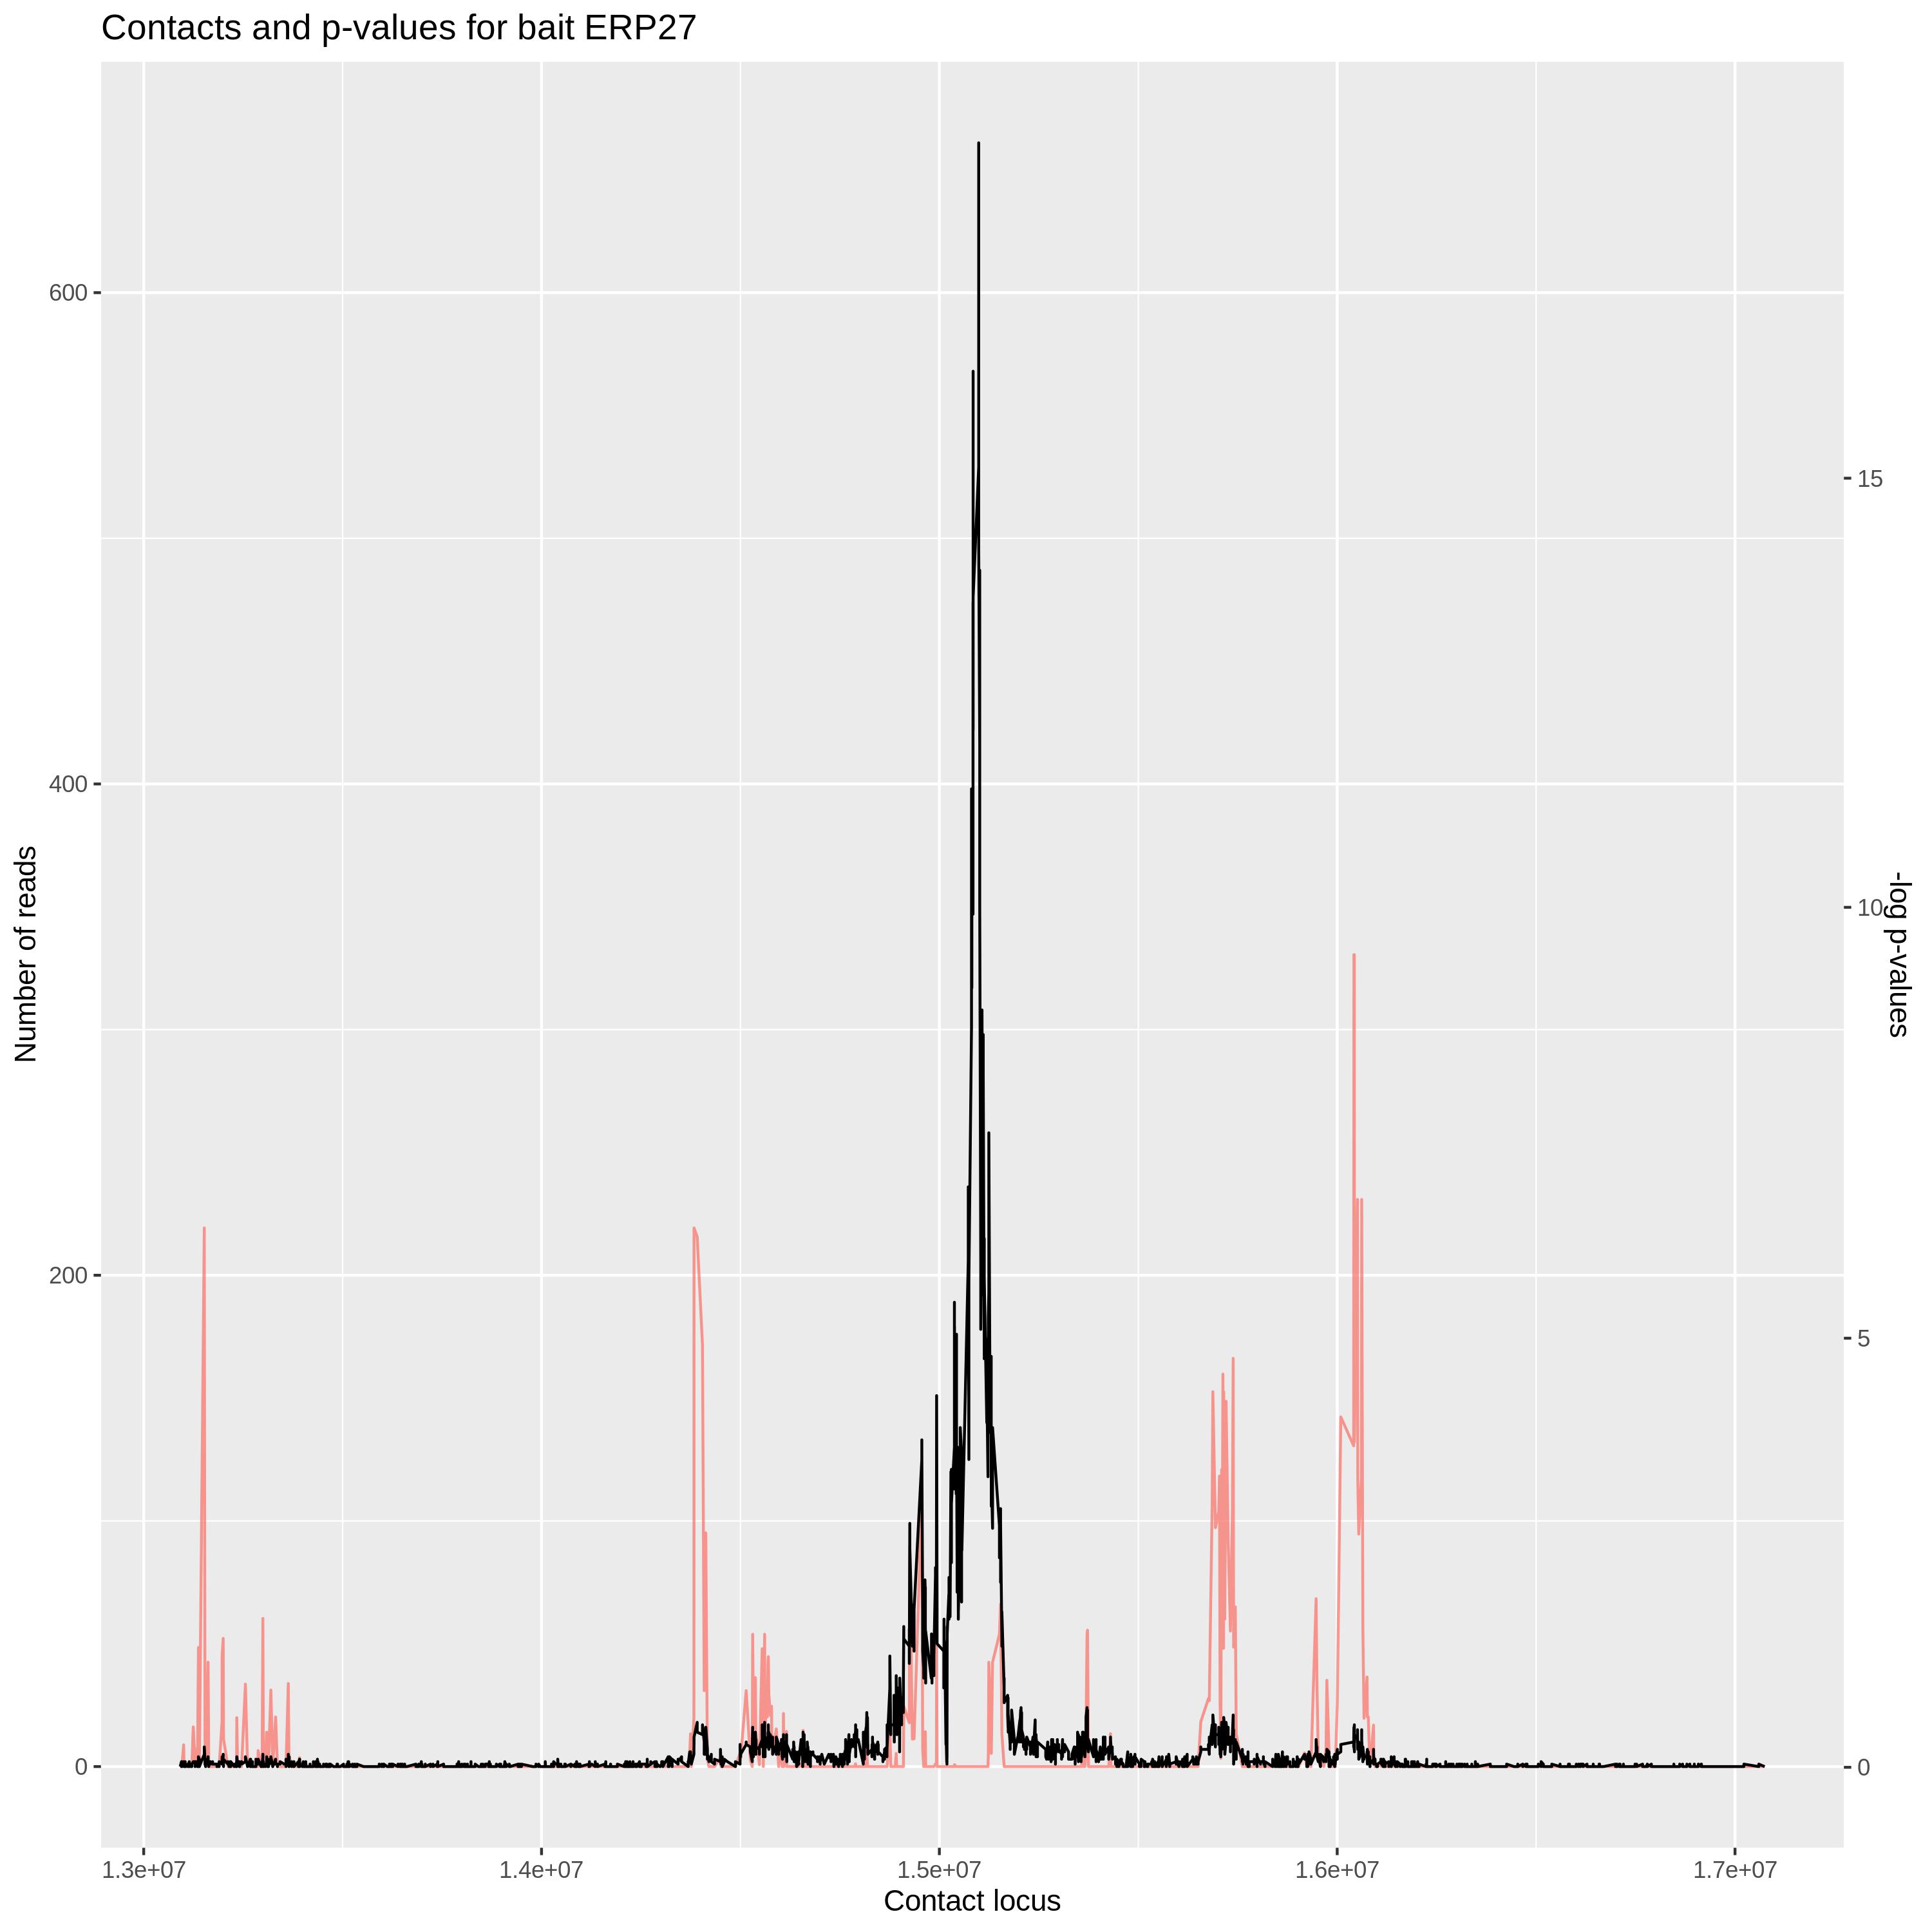 Contacts and p-values for bait ERP27
600
400
200
0
Number of reads
15
10
5
0
-log p-values
1.3e+07 1.4e+07 1.5e+07 1.6e+07 1.7e+07
Contact locus